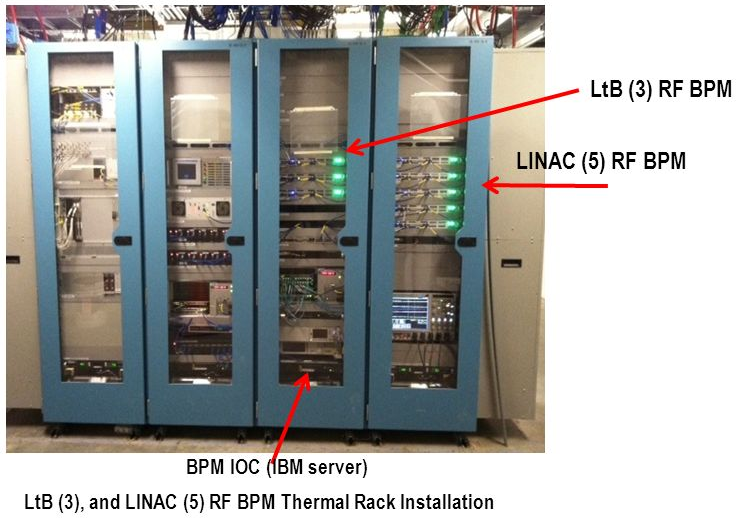 LtB (3) RF BPM
LINAC (5) RF BPM
BPM IOC (IBM server)
LtB (3), and LINAC (5) RF BPM Thermal Rack Installation